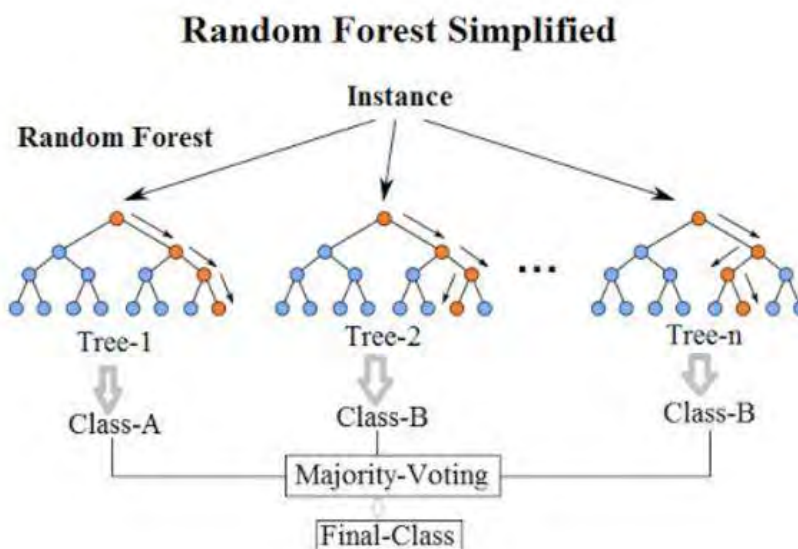 Random Forest Simplified
Instance
Random Forest
...
Tree-1
Tree-2
Tree-n
Class-A
Class-B
Class-B
Majority-Voting
Final-Class